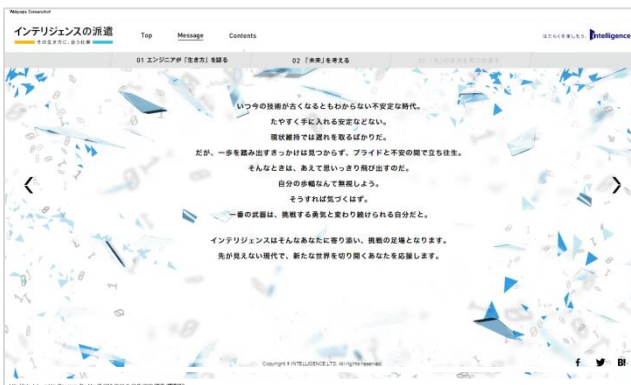 Webpage Screenshot
インテリジェンスの派遣
その生き方に、合う仕事
Top
Message
Contents
はたらくを楽しもう。
Intelligence
01 エンジニアが「生き方」を語る
02 「未来」を考える
いつ今の技術が古くなるともわからない不安定な時代。
たやすく手に入れる安定などない。
現状維持では遅れを取るばかりだ。
だが、一歩を踏み出すきっかけは見つからず、プライドと不安の間で立ち往生。
そんなときは、あえて思いっきり飛び出すのだ。
自分の歩幅なんて無視しよう。
そうすれば気づくはず。
一番の武器は、挑戦する勇気と変わり続けられる自分だと。
インテリジェンスはそんなあなたに寄り添い、挑戦の足場となります。
先が見えない現代で、新たな世界を切り開くあなたを応援します。
Copyright © INTELLIGENCE,LTD. All rights reserved.
B!